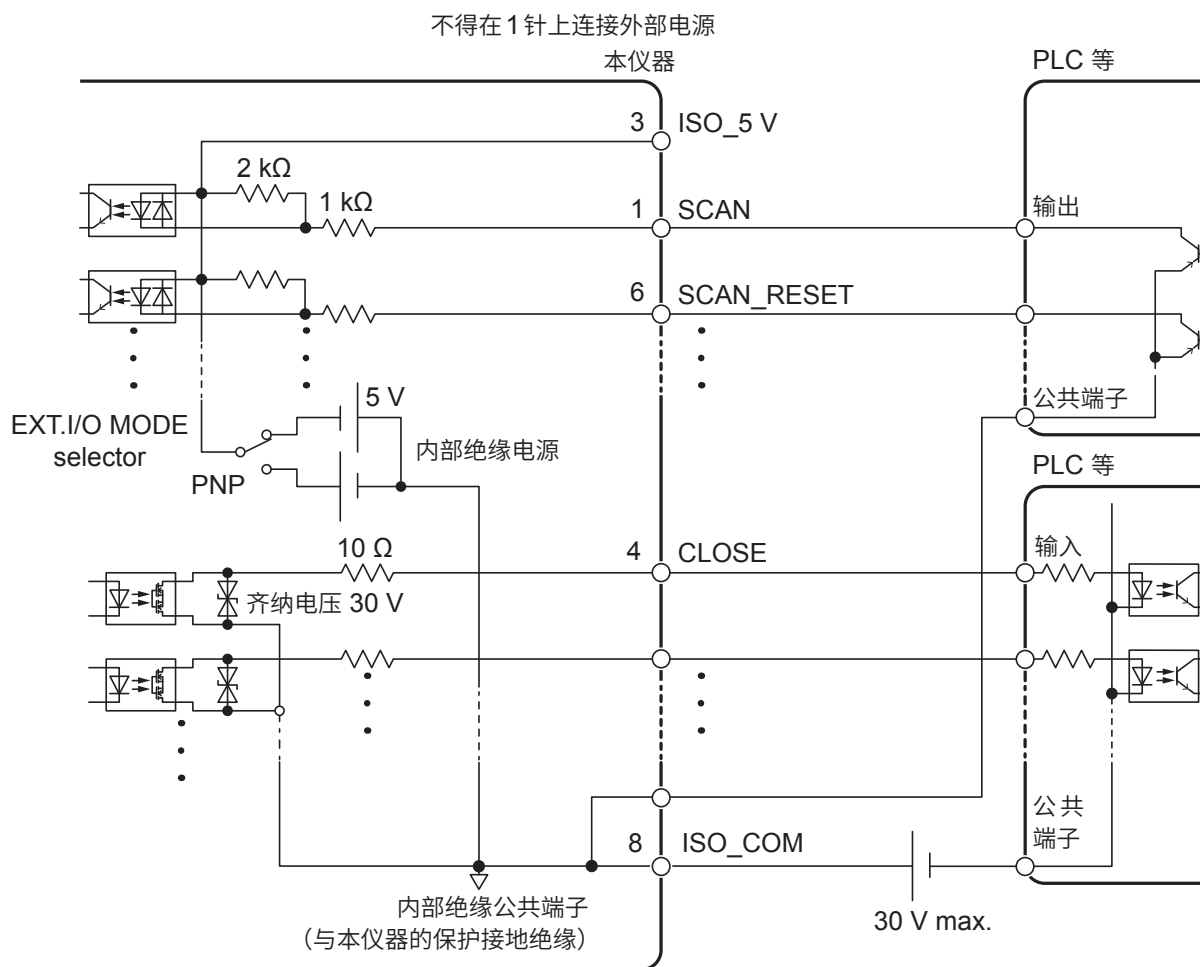 不得在1针上连接外部电源
本仪器
PLC 等
3 ISO_5 V
2 kΩ
1 kΩ
1 SCAN
输出
6 SCAN_RESET
公共端子
5 V
EXT.I/O MODE
selector
内部绝缘电源
PNP
PLC 等
10 Ω
4 CLOSE
输入
齐纳电压 30 V
公共
端子
8 ISO_COM
内部绝缘公共端子
（与本仪器的保护接地绝缘）
30 V max.